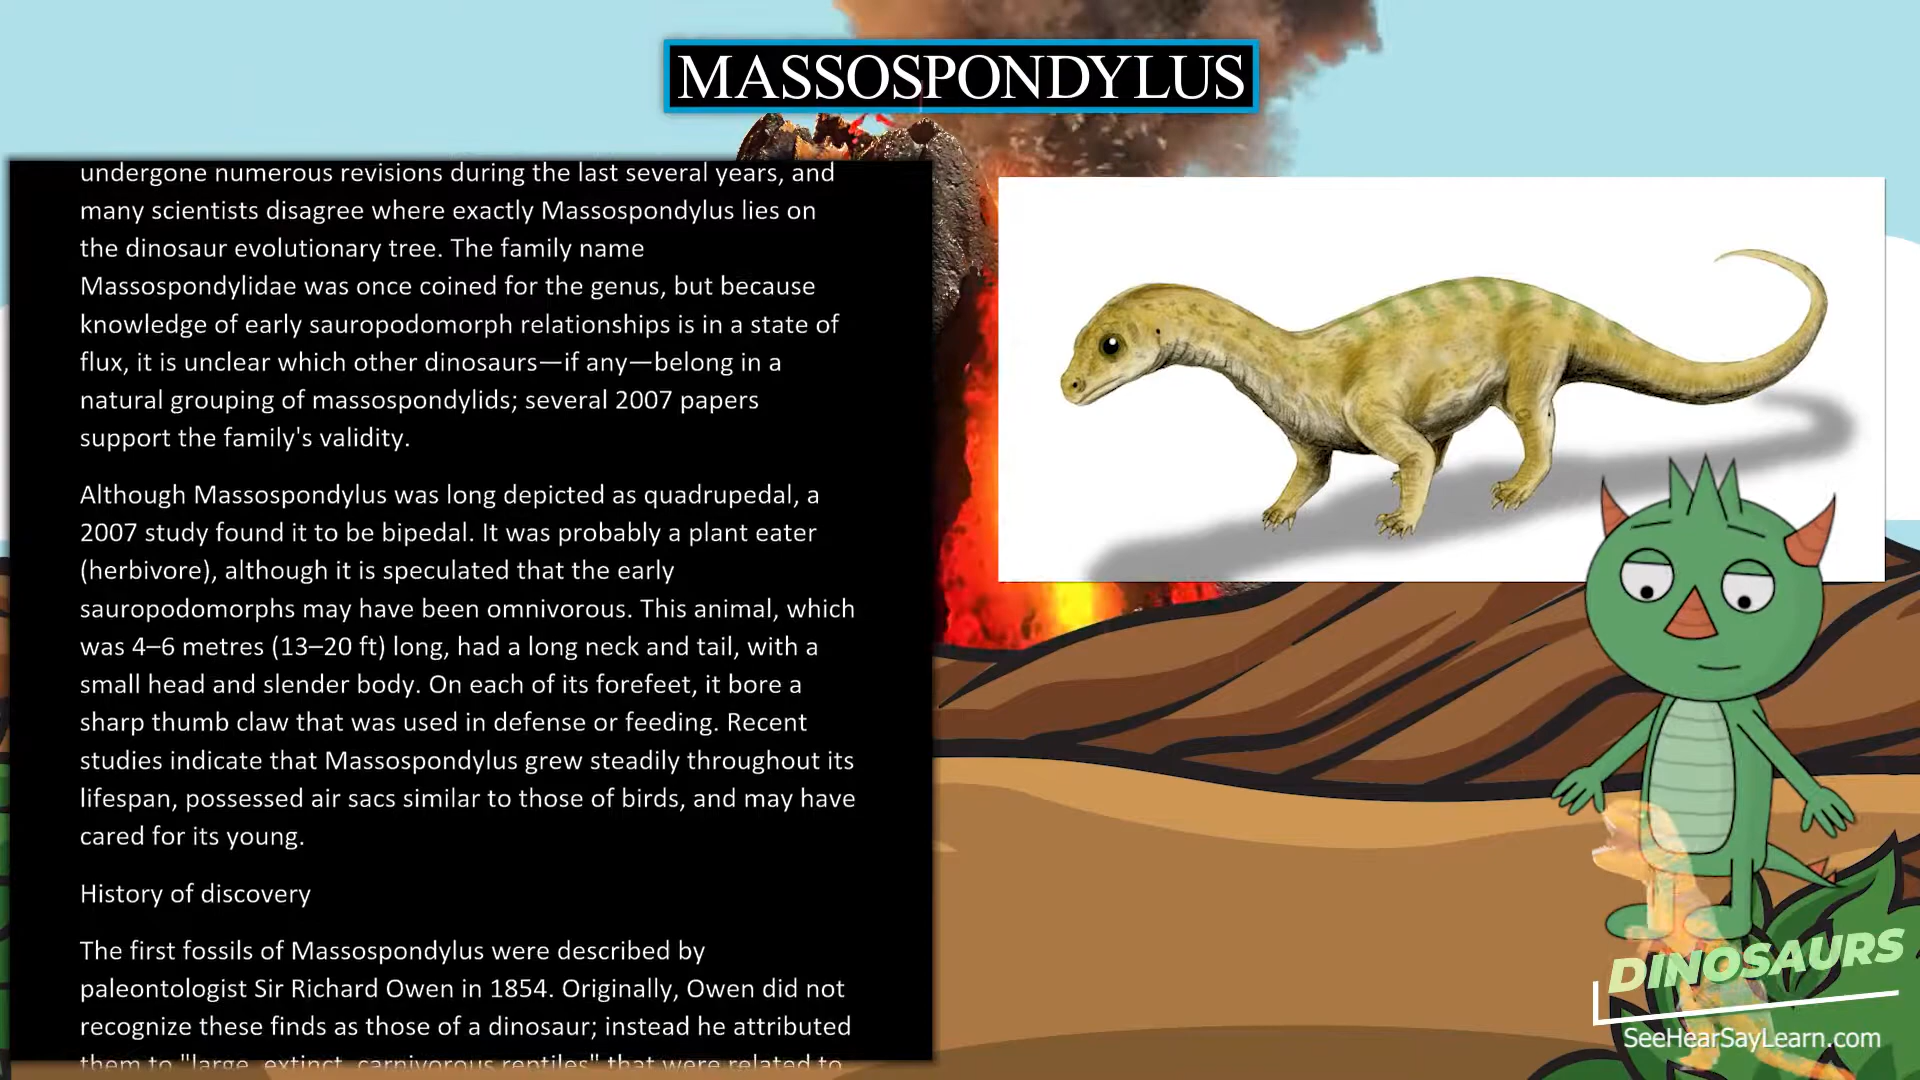 MASSOSPONDYLUS
undergone numerous revisions during the last several years, and
many scientists disagree where exactly Massospondylus lies on
the dinosaur evolutionary tree. The family name
Massospondylidae was once coined for the genus, but because
knowledge of early sauropodomorph relationships is in a state of
flux, it is unclear which other dinosaurs—if any—belong in a
natural grouping of massospondylids; several 2007 papers
support the family's validity.
Although Massospondylus was long depicted as quadrupedal, a
2007 study found it to be bipedal. It was probably a plant eater
(herbivore), although it is speculated that the early
sauropodomorphs may have been omnivorous. This animal, which
was 4–6 metres (13–20 ft) long, had a long neck and tail, with a
small head and slender body. On each of its forefeet, it bore a
sharp thumb claw that was used in defense or feeding. Recent
studies indicate that Massospondylus grew steadily throughout its
lifespan, possessed air sacs similar to those of birds, and may have
cared for its young.
History of discovery
The first fossils of Massospondylus were described by
paleontologist Sir Richard Owen in 1854. Originally, Owen did not
recognize these finds as those of a dinosaur; instead he attributed
them to "large, extinct, carnivorous reptiles" that were related to
DINOSAURS
SeeHearSayLearn.com